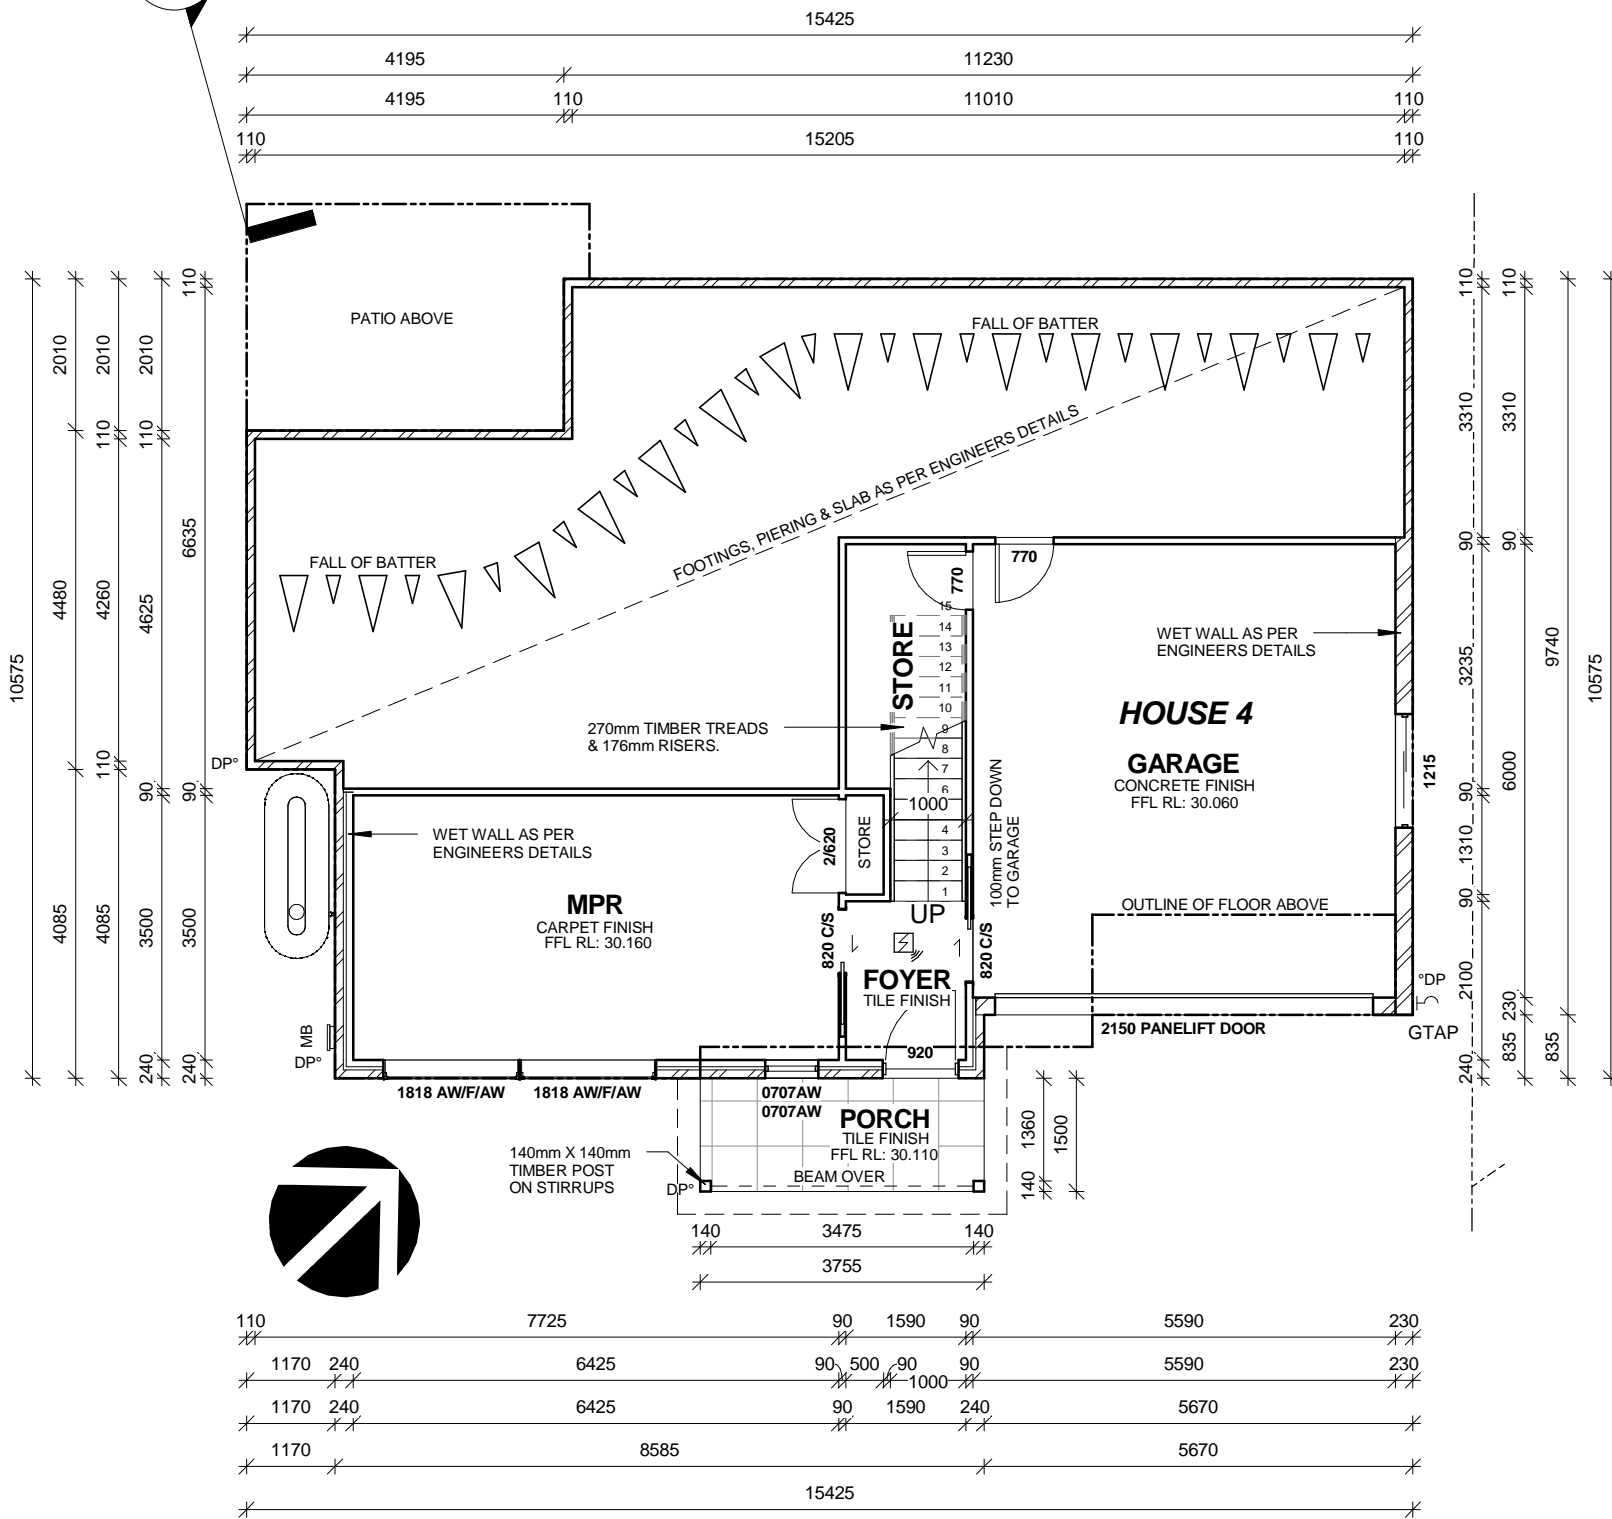 15425
4195 11230
4195 110 11010 110
110 15205 110
PATIO ABOVE
FALL OF BATTER
FALL OF BATTER
FOOTINGS, PIERING & SLAB AS PER ENGINEERS DETAILS
10575
2010 4480 4085
2010 110 4260 110 4085
2010 110 4625 90 3500 240
110 6635 90 3500 240
110 3310 90 3235 90 1310 90 2100 240
110 3310 90 6000 230 835
9740 835
10575
770
770
WET WALL AS PER
ENGINEERS DETAILS
STORE
15
14
13
12
11
10
9
8
7
6
1000
4
3
2
1
UP
270mm TIMBER TREADS
& 176mm RISERS.
HOUSE 4
GARAGE
CONCRETE FINISH
FFL RL: 30.060
1215
100mm STEP DOWN
TO GARAGE
DP°
WET WALL AS PER
ENGINEERS DETAILS
2/620
STORE
MPR
CARPET FINISH
FFL RL: 30.160
820 C/S
820 C/S
OUTLINE OF FLOOR ABOVE
FOYER
TILE FINISH
°DP
GTAP
2150 PANELIFT DOOR
MB
DP°
920
1818 AW/F/AW
1818 AW/F/AW
0707AW
0707AW
PORCH
TILE FINISH
FFL RL: 30.110
BEAM OVER
1360 140
1500
140mm X 140mm
TIMBER POST
ON STIRRUPS
DP°
140 3475 140
3755
110 7725 90 1590 90 5590 230
1170 240 6425 90 500 90 1000 90 5590 230
1170 240 6425 90 1590 240 5670
1170 8585 5670
15425